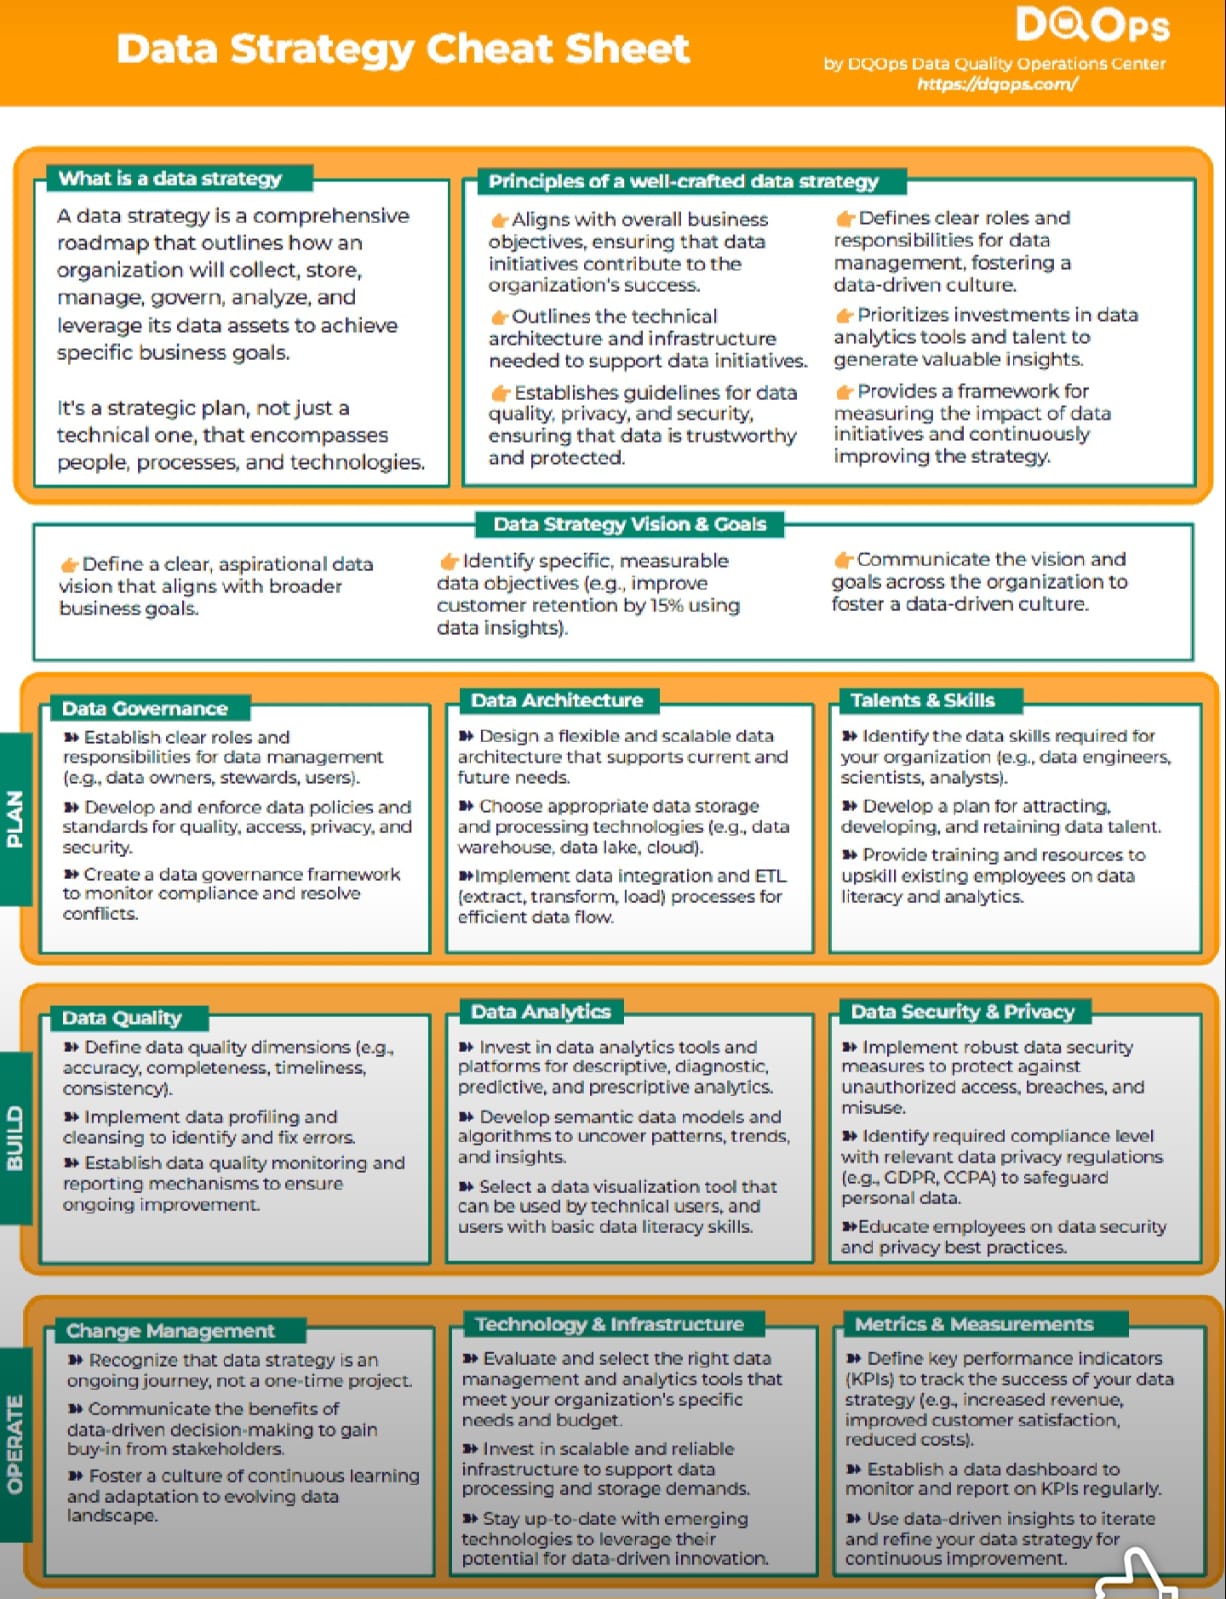 Data Strategy Cheat Sheet
DQOps
by DQOps Data Quality Operations Center
https://dqops.com/
What is a data strategy
A data strategy is a comprehensive
roadmap that outlines how an
organization will collect, store,
manage, govern, analyze, and
leverage its data assets to achieve
specific business goals.
It's a strategic plan, not just a
technical one, that encompasses
people, processes, and technologies.
Principles of a well-crafted data strategy
Aligns with overall business
objectives, ensuring that data
initiatives contribute to the
organization's success.
Outlines the technical
architecture and infrastructure
needed to support data initiatives.
Establishes guidelines for data
quality, privacy, and security,
ensuring that data is trustworthy
and protected.
Defines clear roles and
responsibilities for data
management, fostering a
data-driven culture.
Prioritizes investments in data
analytics tools and talent to
generate valuable insights.
Provides a framework for
measuring the impact of data
initiatives and continuously
improving the strategy.
Data Strategy Vision & Goals
Define a clear, aspirational data
vision that aligns with broader
business goals.
Identify specific, measurable
data objectives (e.g., improve
customer retention by 15% using
data insights).
Communicate the vision and
goals across the organization to
foster a data-driven culture.
PLAN
Data Governance
Establish clear roles and
responsibilities for data management
(e.g., data owners, stewards, users).
Develop and enforce data policies and
standards for quality, access, privacy, and
security.
Create a data governance framework
to monitor compliance and resolve
conflicts.
Data Architecture
Design a flexible and scalable data
architecture that supports current and
future needs.
Choose appropriate data storage
and processing technologies (e.g., data
warehouse, data lake, cloud).
Implement data integration and ETL
(extract, transform, load) processes for
efficient data flow.
Talents & Skills
Identify the data skills required for
your organization (e.g., data engineers,
scientists, analysts).
Develop a plan for attracting,
developing, and retaining data talent.
Provide training and resources to
upskill existing employees on data
literacy and analytics.
BUILD
Data Quality
Define data quality dimensions (e.g.,
accuracy, completeness, timeliness,
consistency).
Implement data profiling and
cleansing to identify and fix errors.
Establish data quality monitoring and
reporting mechanisms to ensure
ongoing improvement.
Data Analytics
Invest in data analytics tools and
platforms for descriptive, diagnostic,
predictive, and prescriptive analytics.
Develop semantic data models and
algorithms to uncover patterns, trends,
and insights.
Select a data visualization tool that
can be used by technical users, and
users with basic data literacy skills.
Data Security & Privacy
Implement robust data security
measures to protect against
unauthorized access, breaches, and
misuse.
Identify required compliance level
with relevant data privacy regulations
(e.g., GDPR, CCPA) to safeguard
personal data.
Educate employees on data security
and privacy best practices.
OPERATE
Change Management
Recognize that data strategy is an
ongoing journey, not a one-time project.
Communicate the benefits of
data-driven decision-making to gain
buy-in from stakeholders.
Foster a culture of continuous learning
and adaptation to evolving data
landscape.
Technology & Infrastructure
Evaluate and select the right data
management and analytics tools that
meet your organization's specific
needs and budget.
Invest in scalable and reliable
infrastructure to support data
processing and storage demands.
Stay up-to-date with emerging
technologies to leverage their
potential for data-driven innovation.
Metrics & Measurements
Define key performance indicators
(KPIs) to track the success of your data
strategy (e.g., increased revenue,
improved customer satisfaction,
reduced costs).
Establish a data dashboard to
monitor and report on KPIs regularly.
Use data-driven insights to iterate
and refine your data strategy for
continuous improvement.